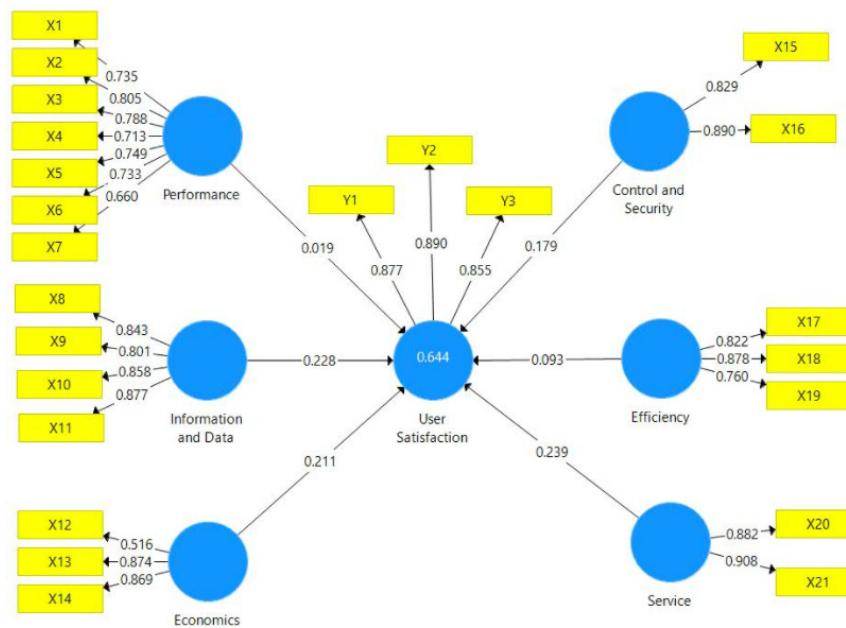 X1
X2
X3
X4
X5
X6
X7
0.735
0.805
0.788
0.713
0.749
0.733
0.660
Performance
0.019
Y1
Y2
Y3
0.877
0.890
0.855
X15
X16
0.829
0.890
Control and
Security
0.179
X8
X9
X10
X11
0.843
0.801
0.858
0.877
Information
and Data
0.228
0.644
User
Satisfaction
0.093
Efficiency
0.822
0.878
0.760
X17
X18
X19
X12
X13
X14
0.516
0.874
0.869
Economics
0.211
0.239
Service
0.882
0.908
X20
X21